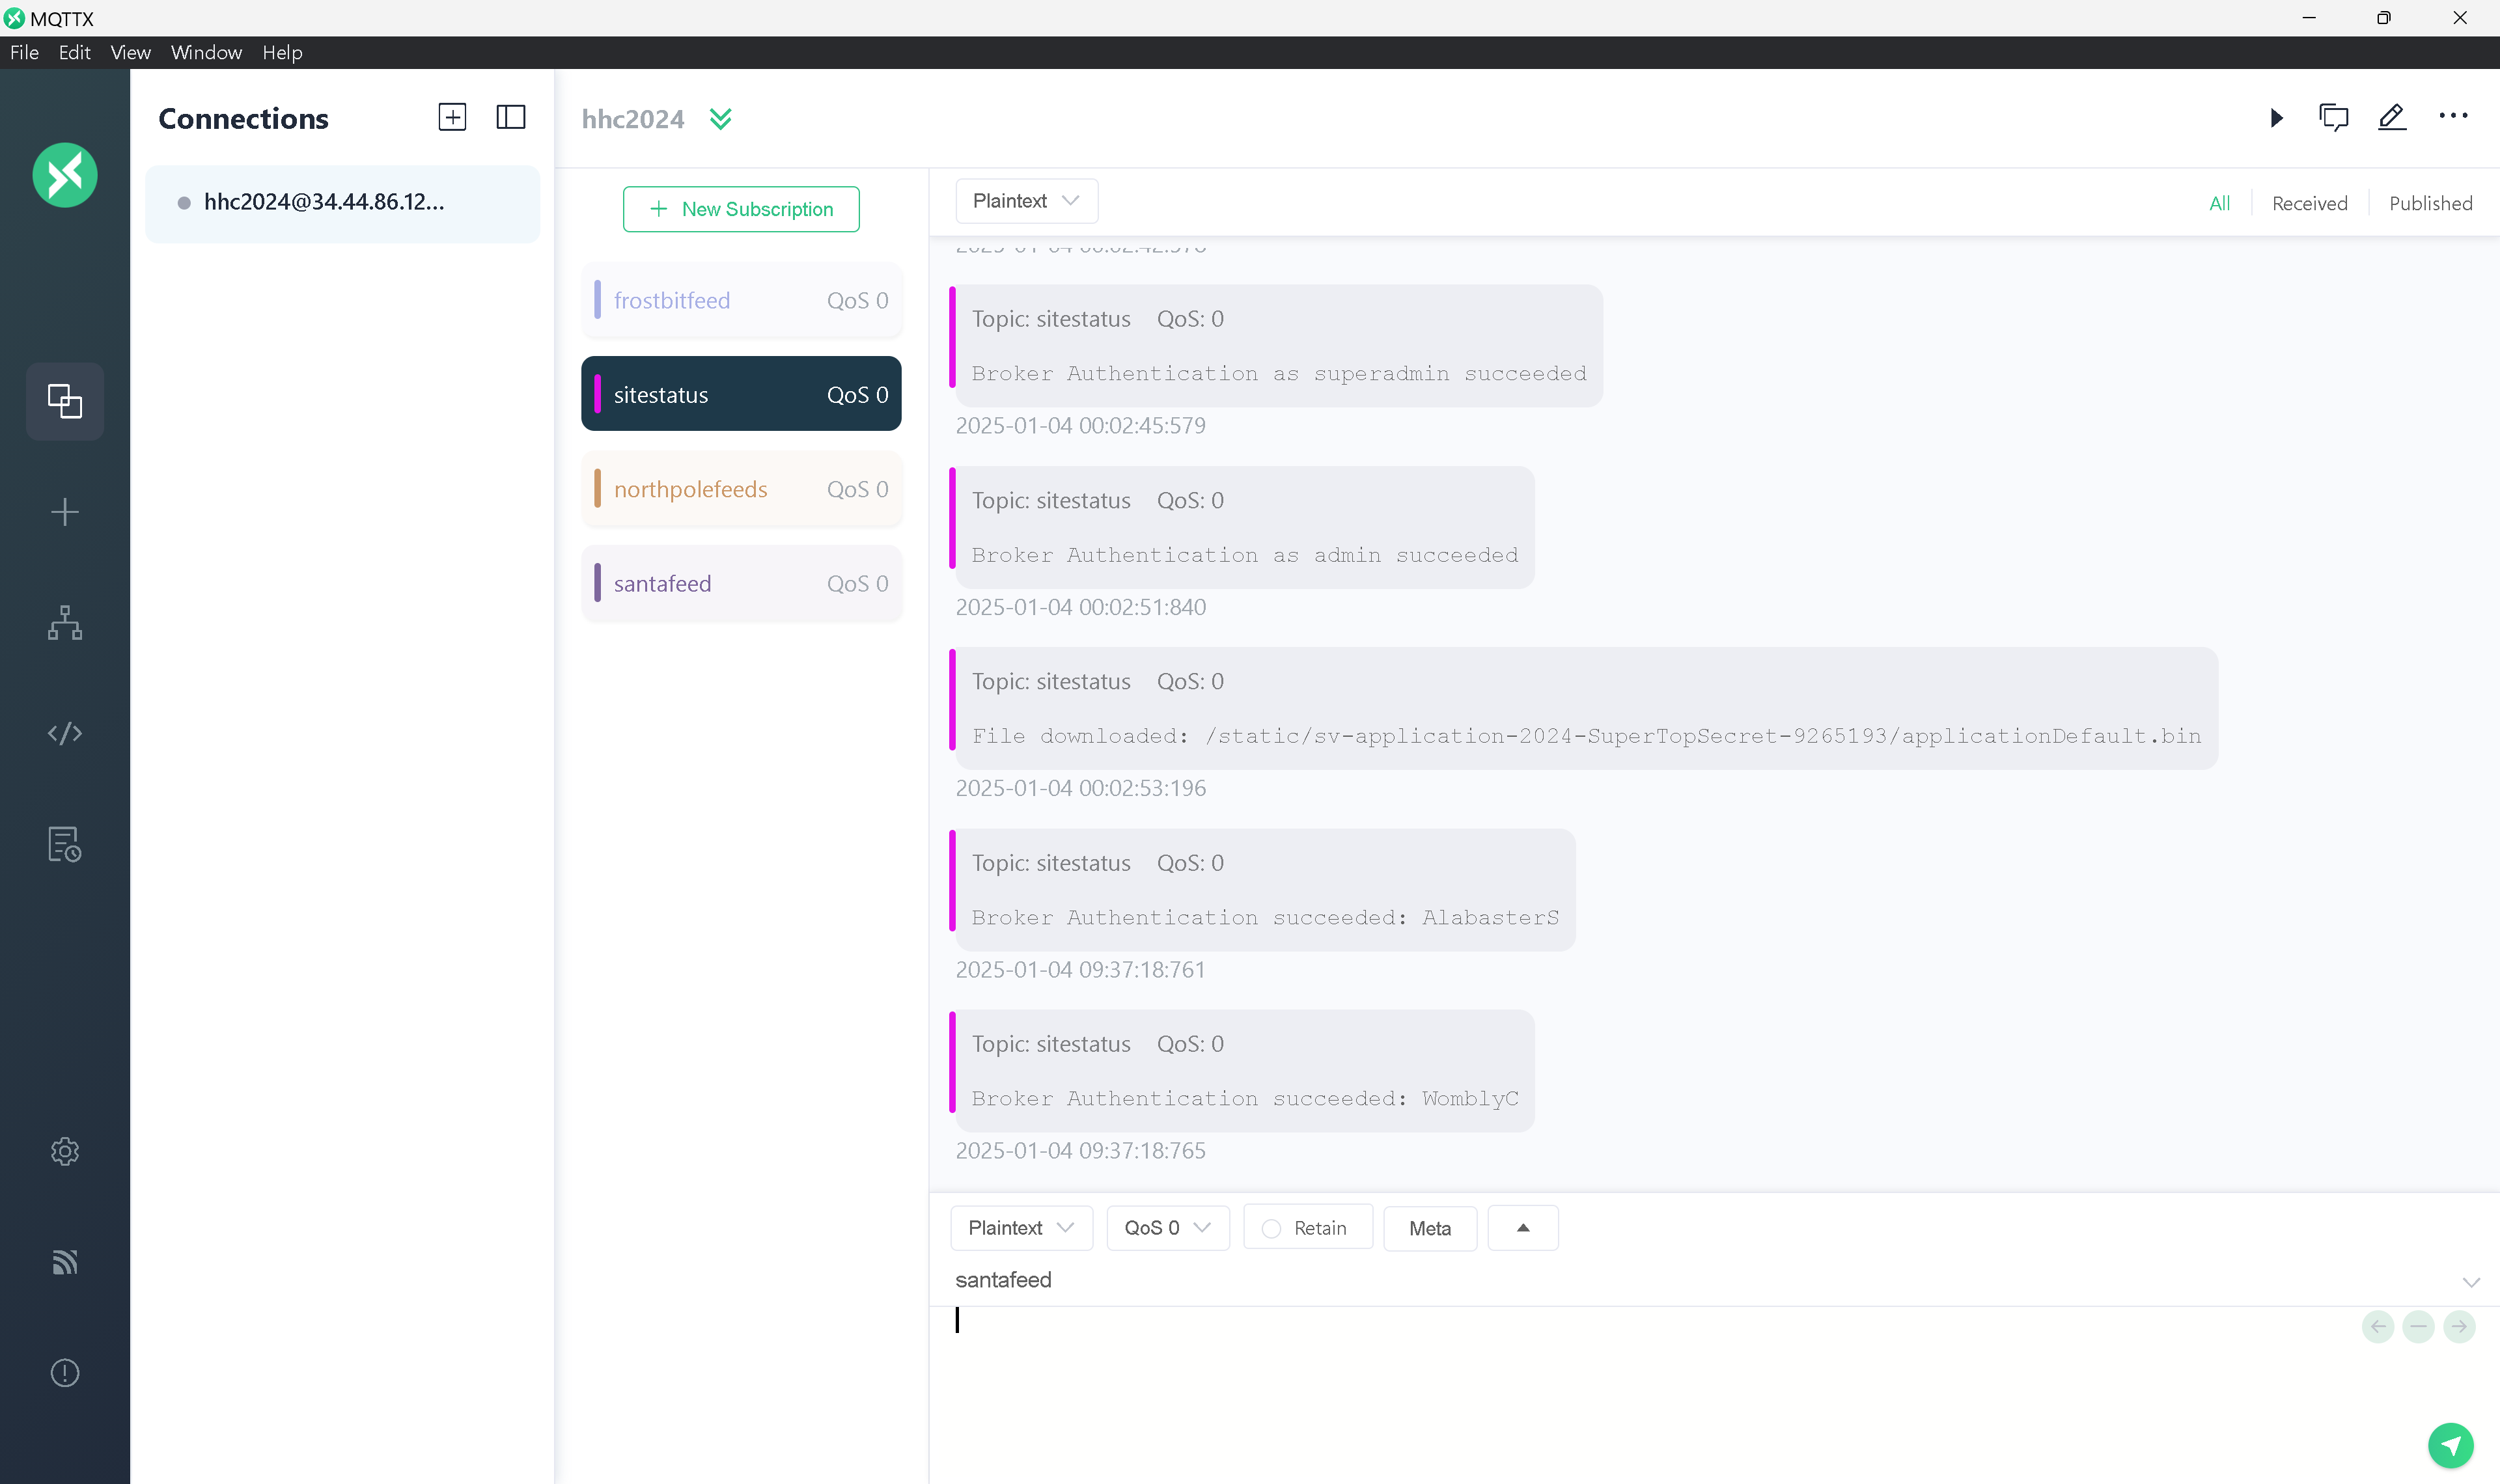 MQTTX
File Edit View Window Help
Connections
hhc2024
hhc2024@34.44.86.12...
+ New Subscription
Plaintext
All
Received
Published
frostbitfeed QoS 0
sitestatus QoS 0
northpolefeeds QoS 0
santafeed QoS 0
Topic: sitestatus QoS: 0
Broker Authentication as superadmin succeeded
2025-01-04 00:02:45:579
Topic: sitestatus QoS: 0
Broker Authentication as admin succeeded
2025-01-04 00:02:51:840
Topic: sitestatus QoS: 0
File downloaded: /static/sv-application-2024-SuperTopSecret-9265193/applicationDefault.bin
2025-01-04 00:02:53:196
Topic: sitestatus QoS: 0
Broker Authentication succeeded: AlabasterS
2025-01-04 09:37:18:761
Topic: sitestatus QoS: 0
Broker Authentication succeeded: WomblyC
2025-01-04 09:37:18:765
Plaintext
QoS 0
Retain
Meta
santafeed